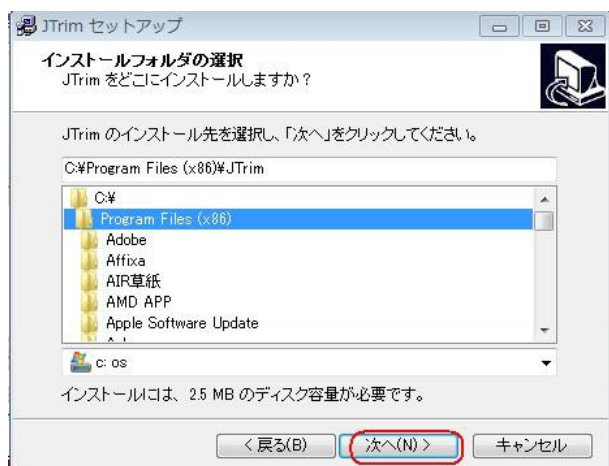 JTrim セットアップ
インストールフォルダの選択
JTrim をどこにインストールしますか？
JTrim のインストール先を選択し、「次へ」をクリックしてください。
C:¥Program Files (x86)¥JTrim
C:¥
Program Files (x86)
Adobe
Affixa
AIR草紙
AMD APP
Apple Software Update
c: os
インストールには、2.5 MB のディスク容量が必要です。
< 戻る(B)
次へ(N) >
キャンセル